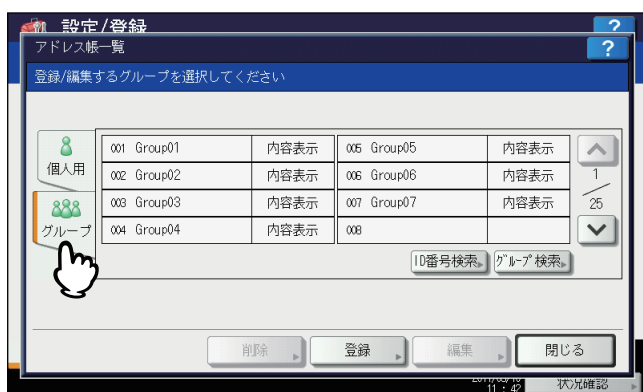 設定/登録
?
アドレス帳一覧
?
登録/編集するグループを選択してください
個人用
グループ
001 Group01 内容表示 005 Group05 内容表示
002 Group02 内容表示 006 Group06 内容表示
003 Group03 内容表示 007 Group07 内容表示
004 Group04 内容表示 008
1
25
ID番号検索
グループ検索
削除
登録
編集
閉じる
11:42
状況確認